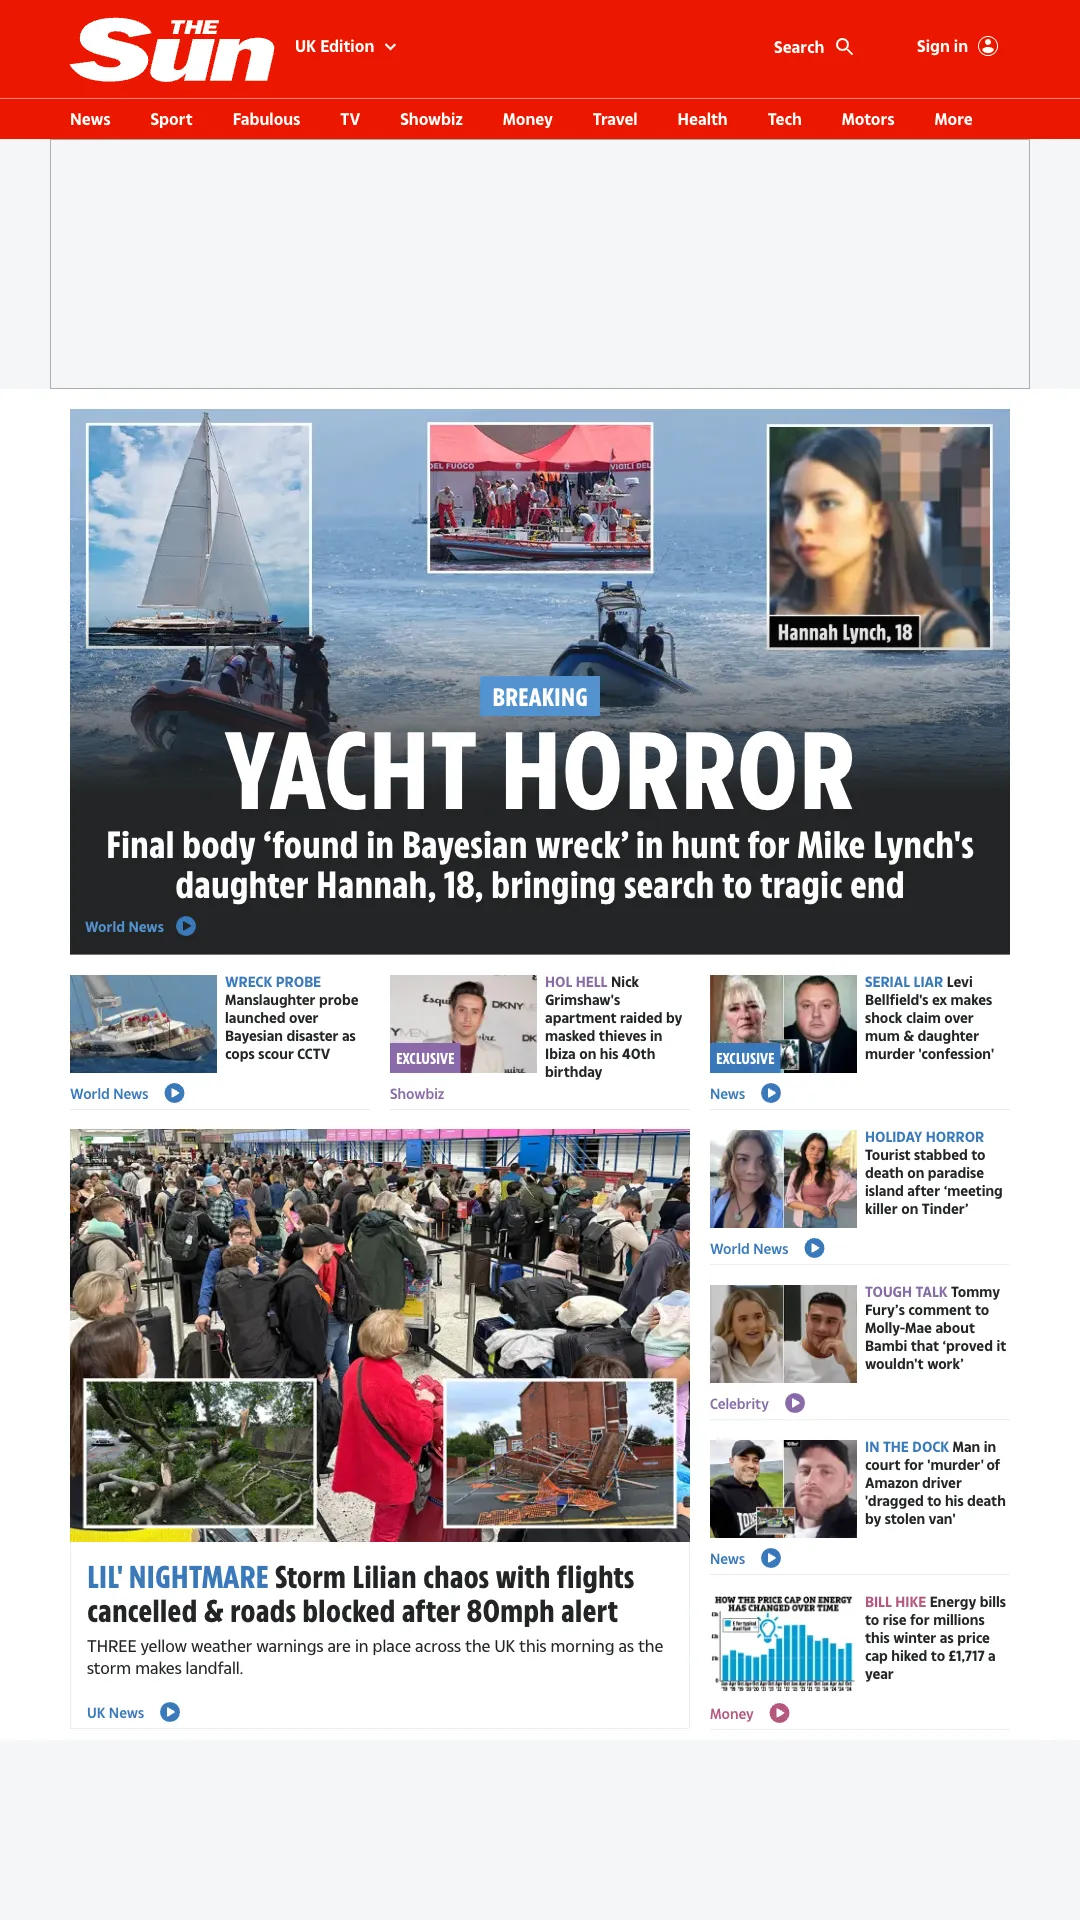 THE
Sun
UK Edition
Search
Sign in
News Sport Fabulous TV Showbiz Money Travel Health Tech Motors More
DEL FUOCO
VIGILI DEL
Hannah Lynch, 18
BREAKING
YACHT HORROR
Final body ‘found in Bayesian wreck’ in hunt for Mike Lynch's
daughter Hannah, 18, bringing search to tragic end
World News
WRECK PROBE
Manslaughter probe
launched over
Bayesian disaster as
cops scour CCTV
World News
Esqui
DKNY
EXCLUSIVE
HOL HELL Nick
Grimshaw's
apartment raided by
masked thieves in
Ibiza on his 40th
birthday
Showbiz
EXCLUSIVE
SERIAL LIAR Levi
Bellfield's ex makes
shock claim over
mum & daughter
murder 'confession'
News
LIL' NIGHTMARE Storm Lilian chaos with flights
cancelled & roads blocked after 80mph alert
THREE yellow weather warnings are in place across the UK this morning as the
storm makes landfall.
UK News
HOLIDAY HORROR
Tourist stabbed to
death on paradise
island after ‘meeting
killer on Tinder’
World News
TOUGH TALK Tommy
Fury’s comment to
Molly-Mae about
Bambi that ‘proved it
wouldn't work’
Celebrity
IN THE DOCK Man in
court for 'murder' of
Amazon driver
'dragged to his death
by stolen van'
News
HOW THE PRICE CAP ON ENERGY
HAS CHANGED OVER TIME
BILL HIKE Energy bills
to rise for millions
this winter as price
cap hiked to £1,717 a
year
Money